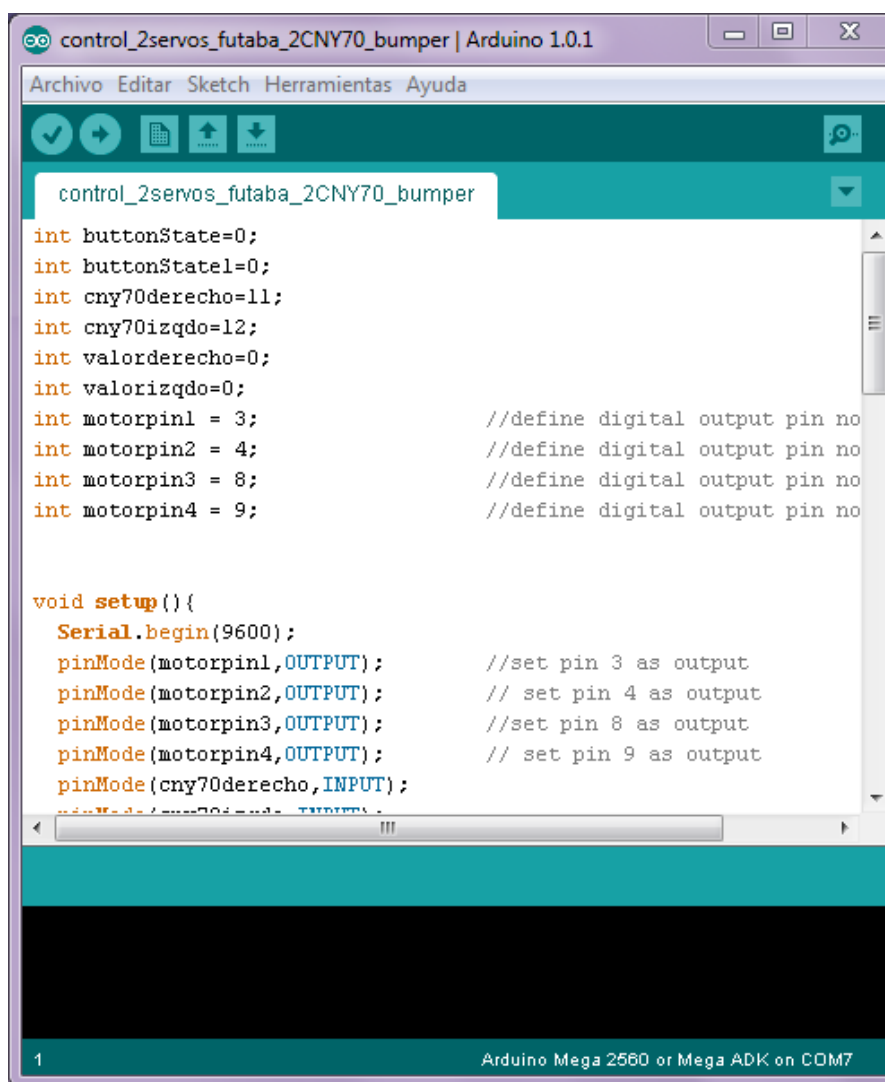 control_2servos_futaba_2CNY70_bumper | Arduino 1.0.1
Archivo Editar Sketch Herramientas Ayuda
control_2servos_futaba_2CNY70_bumper
int buttonState=0;
int buttonState1=0;
int cny70derecho=11;
int cny70izqdo=12;
int valorderecho=0;
int valorizqdo=0;
int motorpin1 = 3; //define digital output pin no
int motorpin2 = 4; //define digital output pin no
int motorpin3 = 8; //define digital output pin no
int motorpin4 = 9; //define digital output pin no
void setup(){
Serial.begin(9600);
pinMode(motorpin1,OUTPUT); //set pin 3 as output
pinMode(motorpin2,OUTPUT); // set pin 4 as output
pinMode(motorpin3,OUTPUT); //set pin 8 as output
pinMode(motorpin4,OUTPUT); // set pin 9 as output
pinMode(cny70derecho,INPUT);
1 Arduino Mega 2560 or Mega ADK on COM7